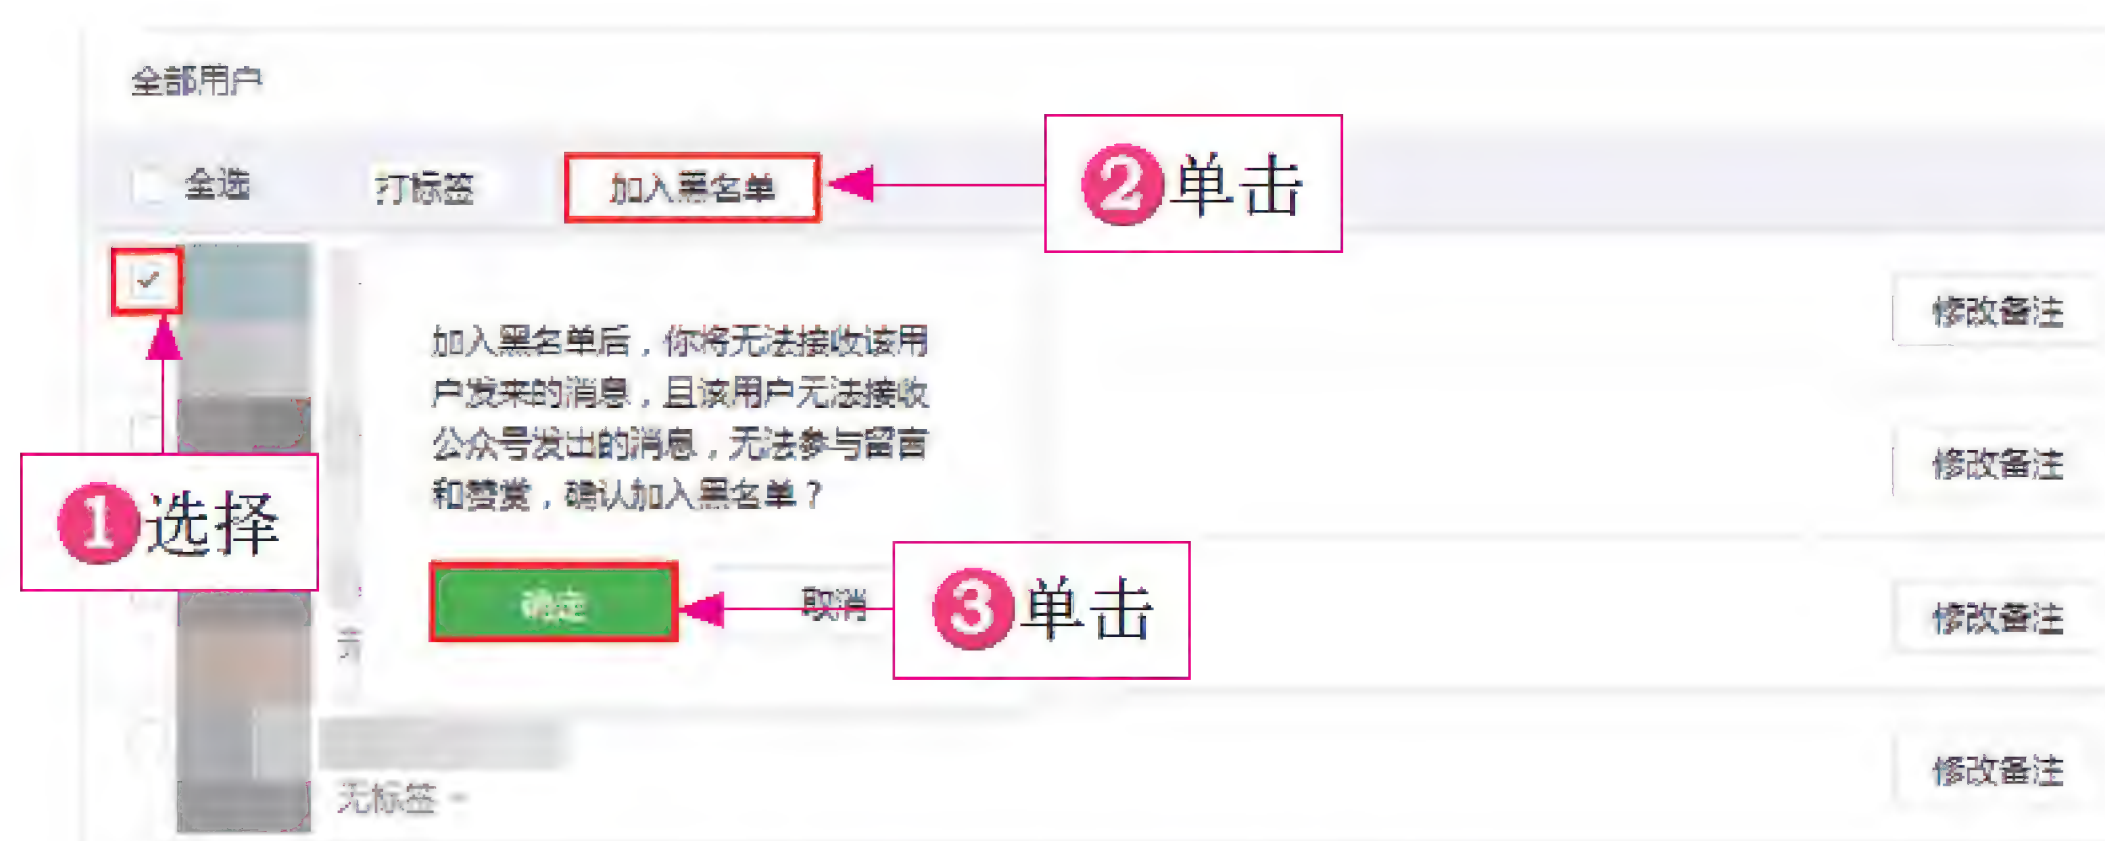 全部用户
全选 打标签 加入黑名单
❷单击
修改备注
加入黑名单后，你将无法接收该用
户发来的消息，且该用户无法接收
公众号发出的消息，无法参与留言
和赞赏，确认加入黑名单？
修改备注
❶选择
确定 取消
❸单击
修改备注
无标签
修改备注